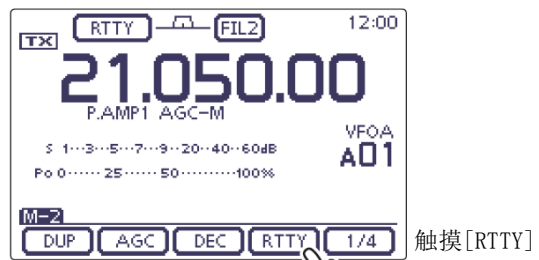 RTTY FIL2 12:00
TX
21.050.00
P.AMP1 AGC-M
VFOA
S 1···3···5···7···9··20··40··60dB
A01
Po 0······25······50··········100%
M-2
DUP AGC DEC RTTY 1/4 触摸[RTTY]